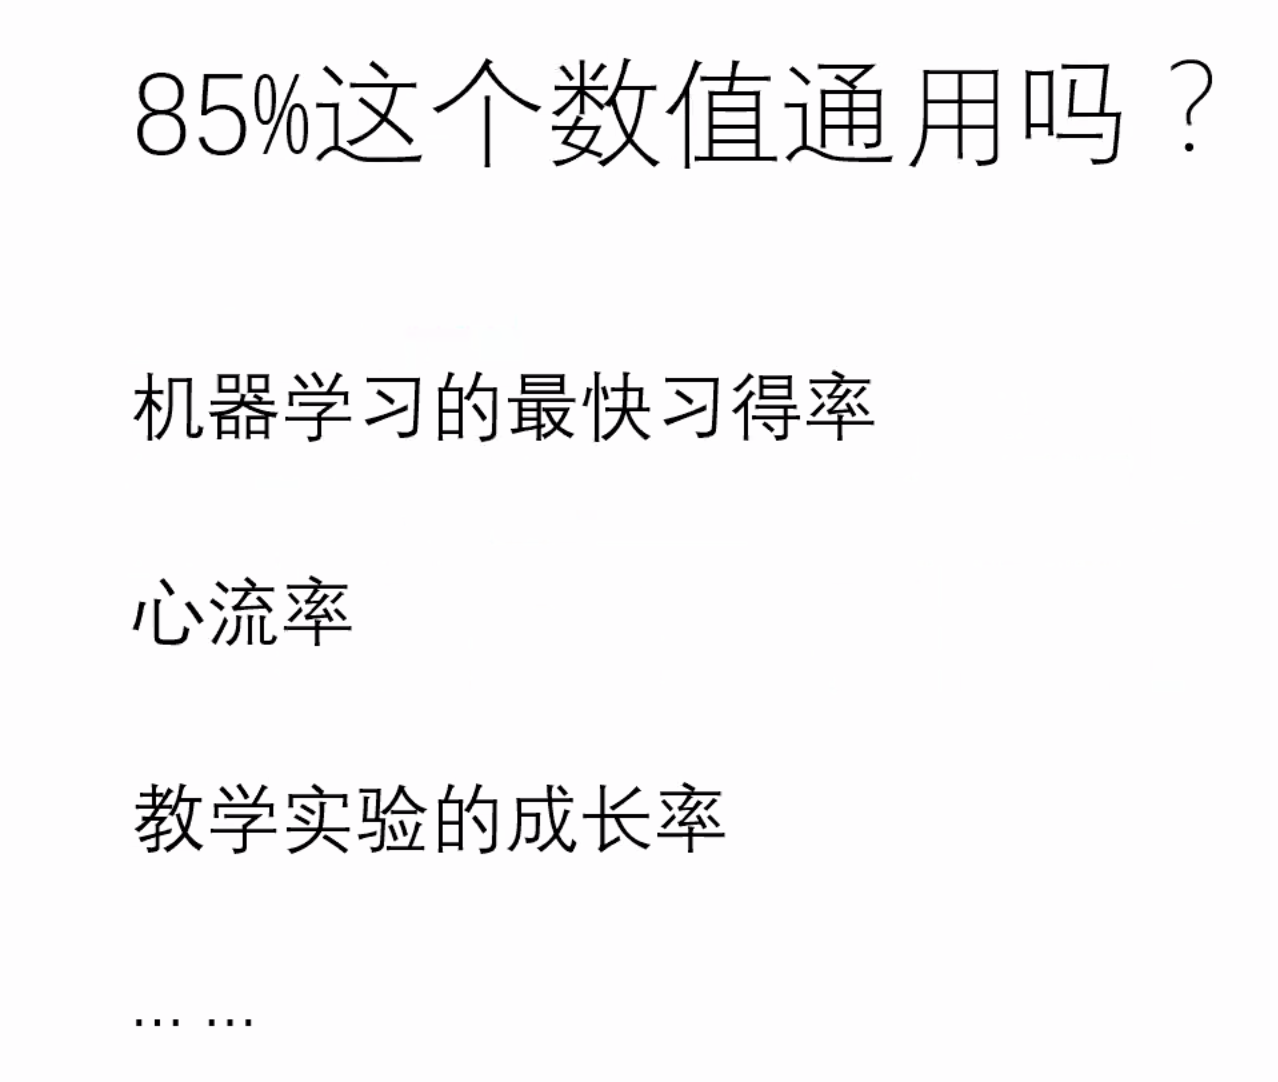 85%这个数值通用吗？
机器学习的最快习得率
心流率
教学实验的成长率
... ...